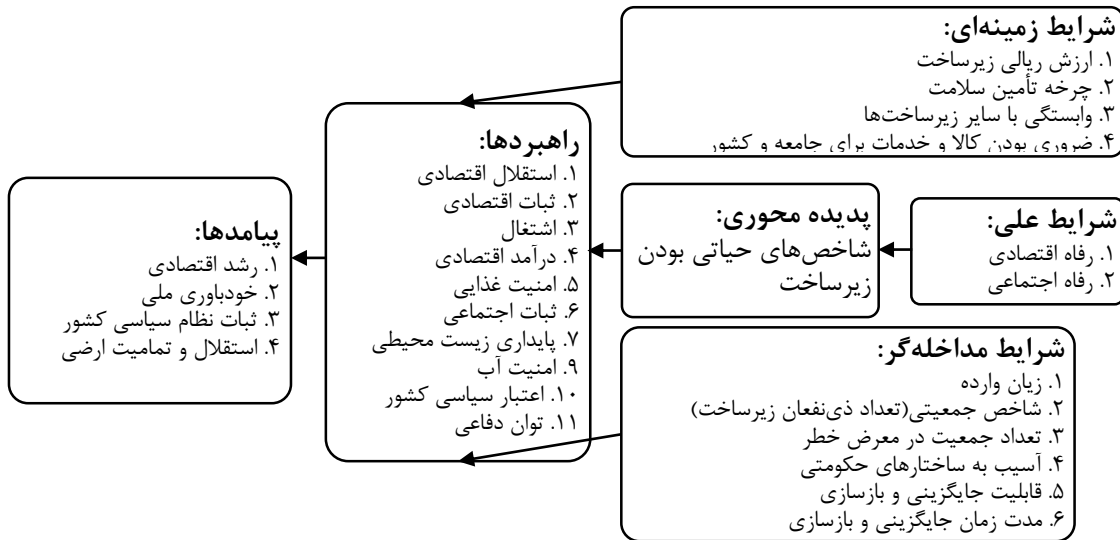 شرایط زمینه‌ای:
۱. ارزش ریالی زیرساخت
۲. چرخه تأمین سلامت
۳. وابستگی با سایر زیرساخت‌ها
۴. ضروری بودن کالا و خدمات برای جامعه و کشور
شرایط علی:
۱. رفاه اقتصادی
۲. رفاه اجتماعی
پدیده محوری:
شاخص‌های حیاتی بودن
زیرساخت
شرایط مداخله‌گر:
۱. زیان وارده
۲. شاخص جمعیتی(تعداد ذی‌نفعان زیرساخت)
۳. تعداد جمعیت در معرض خطر
۴. آسیب به ساختارهای حکومتی
۵. قابلیت جایگزینی و بازسازی
۶. مدت زمان جایگزینی و بازسازی
راهبردها:
۱. استقلال اقتصادی
۲. ثبات اقتصادی
۳. اشتغال
۴. درآمد اقتصادی
۵. امنیت غذایی
۶. ثبات اجتماعی
۷. پایداری زیست محیطی
۹. امنیت آب
۱۰. اعتبار سیاسی کشور
۱۱. توان دفاعی
پیامدها:
۱. رشد اقتصادی
۲. خودباوری ملی
۳. ثبات نظام سیاسی کشور
۴. استقلال و تمامیت ارضی